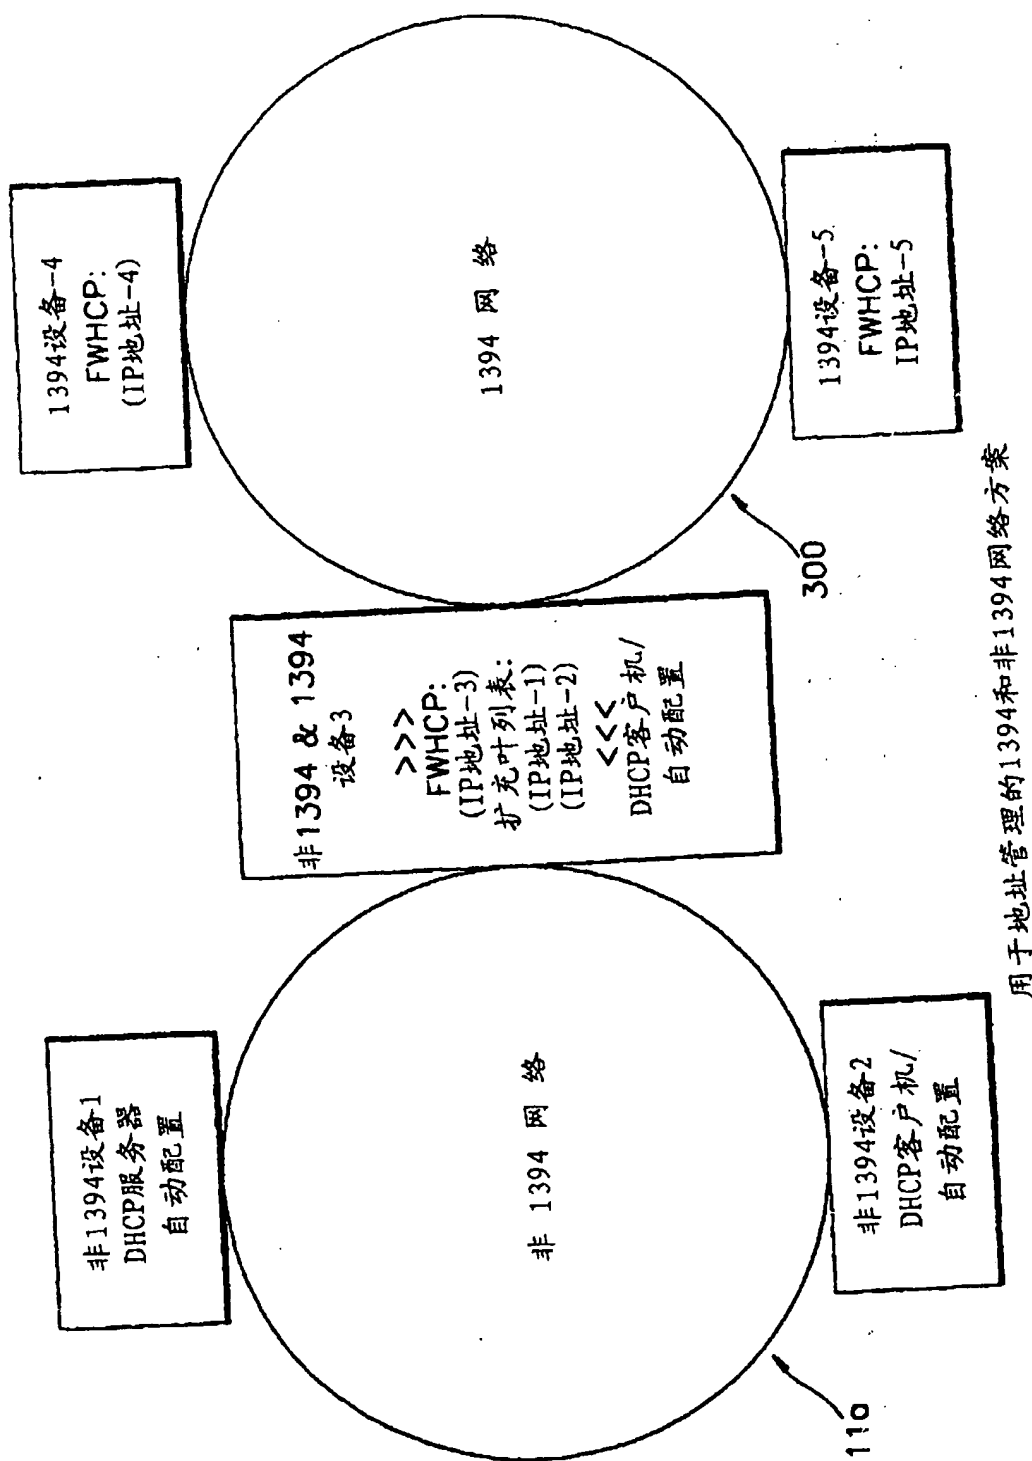 非1394设备1
DHCP服务器
自动配置
非 1394 网 络
非1394设备2
DHCP客户机/
自动配置
110
非1394 & 1394
设备3
>>>
FWHCP:
(IP地址-3)
扩充叶列表:
(IP地址-1)
(IP地址-2)
<<<
DHCP客户机/
自动配置
1394设备-4
FWHCP:
(IP地址-4)
1394 网 络
1394设备-5
FWHCP:
IP地址-5
300
用于地址管理的1394和非1394网络方案